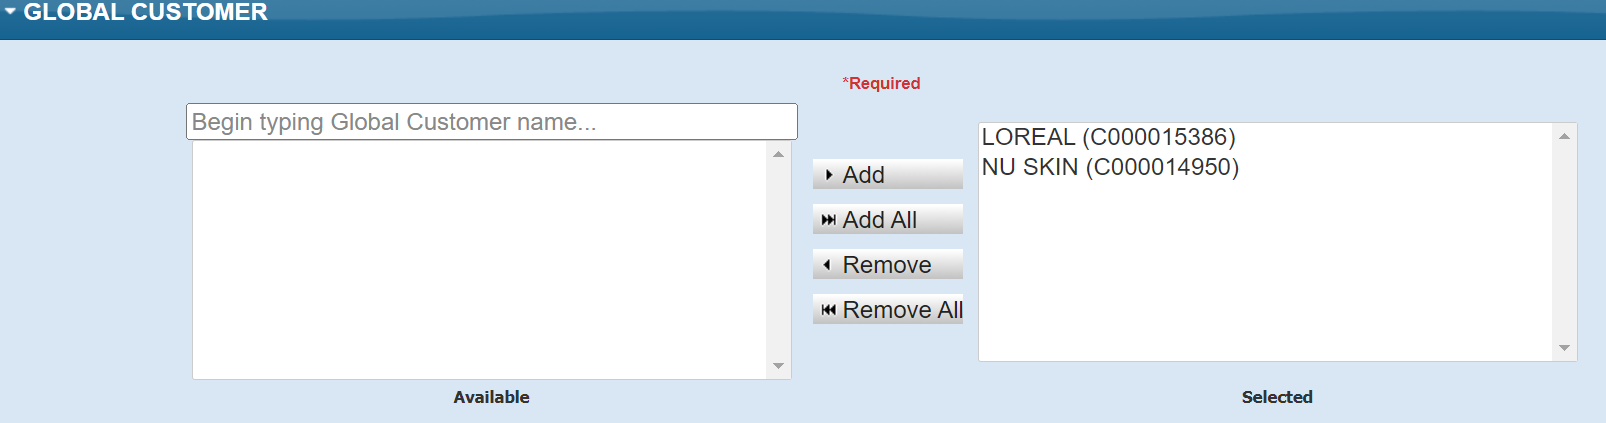 GLOBAL CUSTOMER
*Required
Begin typing Global Customer name...
Add
Add All
Remove
Remove All
LOREAL (C000015386)
NU SKIN (C000014950)
Available
Selected